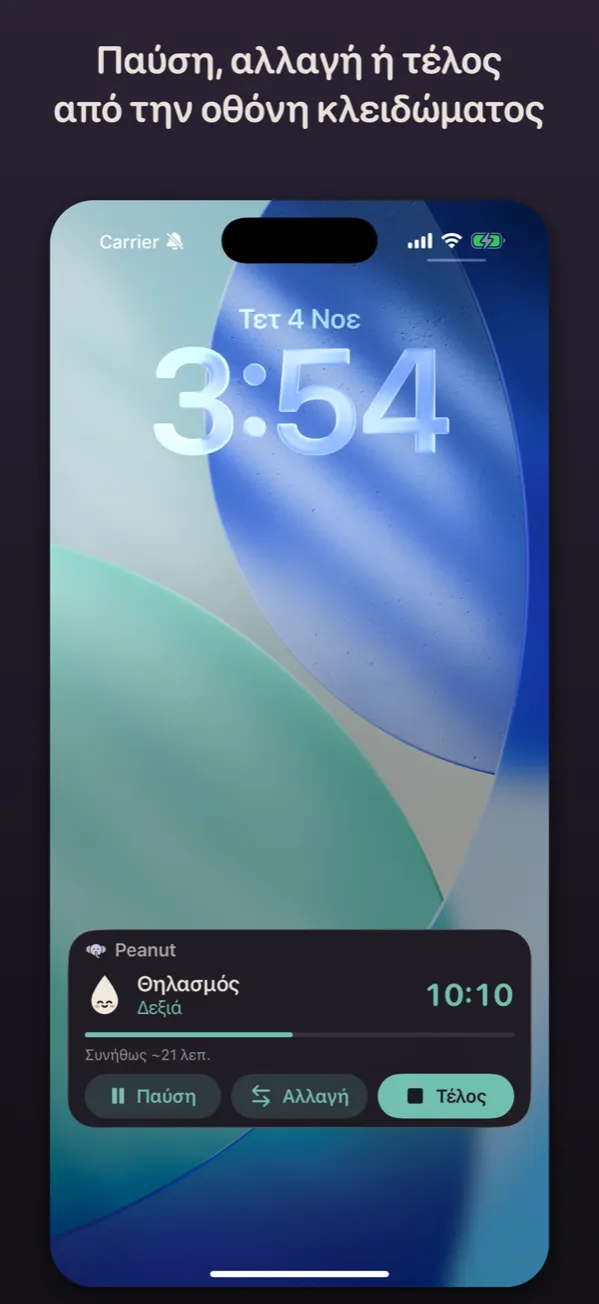 Παύση, αλλαγή ή τέλος
από την οθόνη κλειδώματος
Carrier
Τετ 4 Νοε
3:54
Peanut
Θηλασμός
Δεξιά
10:10
Συνήθως ~21 λεπ.
Παύση
Αλλαγή
Τέλος